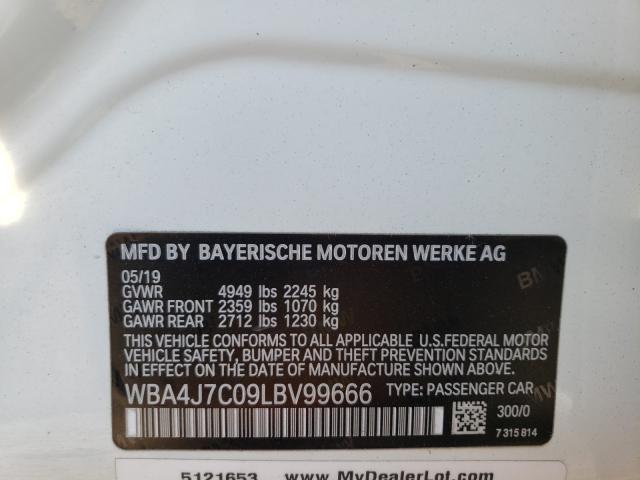 MFD BY BAYERISCHE MOTOREN WERKE AG
05/19
GVWR 4949 lbs 2245 kg
GAWR FRONT 2359 lbs 1070 kg
GAWR REAR 2712 lbs 1230 kg
THIS VEHICLE CONFORMS TO ALL APPLICABLE U.S.FEDERAL MOTOR
VEHICLE SAFETY, BUMPER AND THEFT PREVENTION STANDARDS
IN EFFECT ON THE DATE OF MANUFACTURE SHOWN ABOVE.
WBA4J7C09LBV99666 TYPE: PASSENGER CAR
300/0
7 315 814
5121653 www.MyDealerLot.com